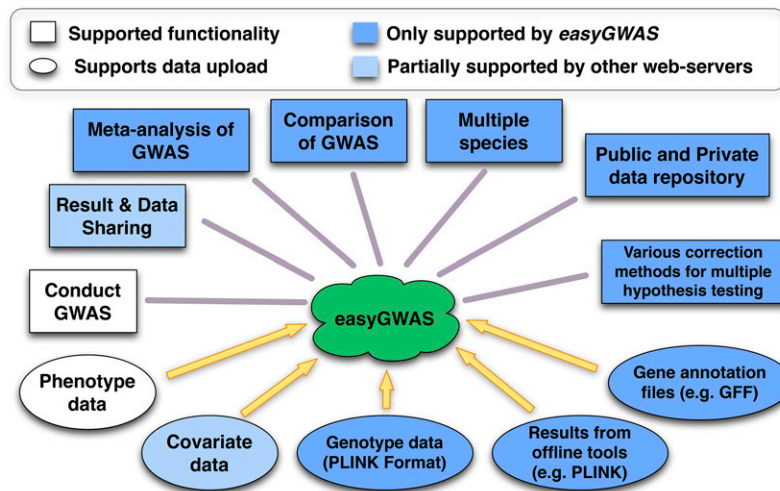 Supported functionality
Only supported by easyGWAS
Supports data upload
Partially supported by other web-servers
Meta-analysis of
GWAS
Comparison
of GWAS
Multiple
species
Public and Private
data repository
Result & Data
Sharing
Various correction
methods for multiple
hypothesis testing
Conduct
GWAS
easyGWAS
Phenotype
data
Gene annotation
files (e.g. GFF)
Covariate
data
Genotype data
(PLINK Format)
Results from
offline tools
(e.g. PLINK)